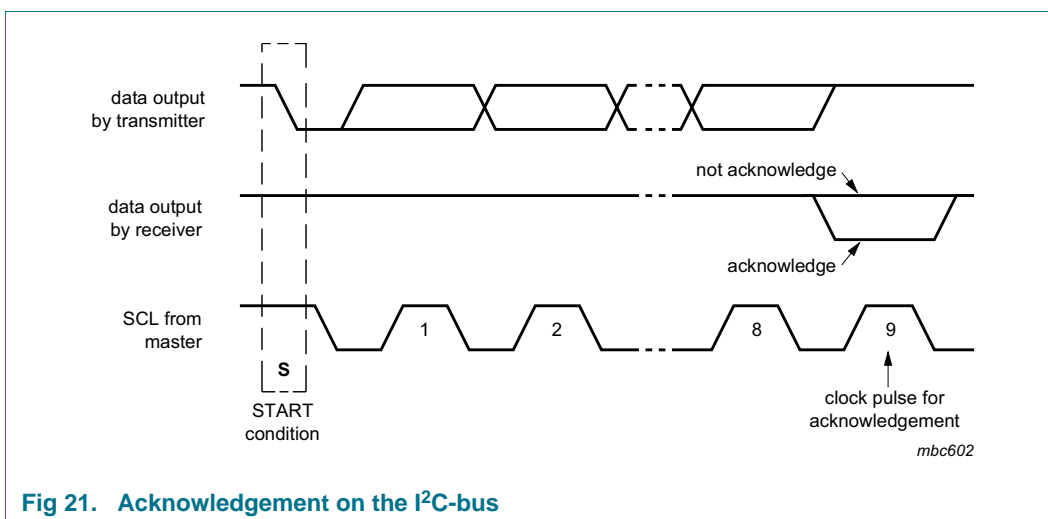 data output
by transmitter
not acknowledge
data output
by receiver
acknowledge
SCL from
master
1
2
8
9
S
START
condition
clock pulse for
acknowledgement
mbc602
Fig 21. Acknowledgement on the I²C-bus